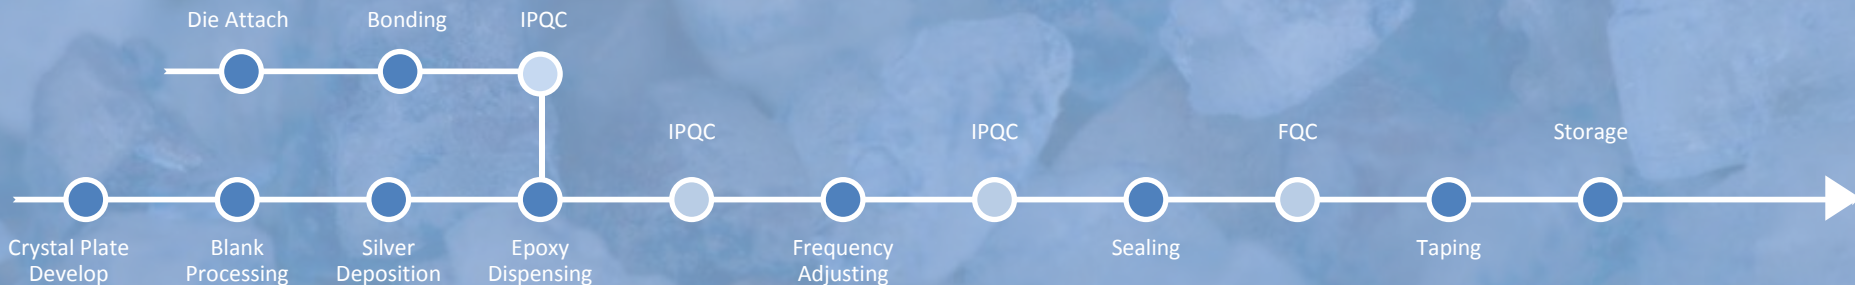 Die Attach
Bonding
IPQC
IPQC
IPQC
FQC
Storage
Crystal Plate
Develop
Blank
Processing
Silver
Deposition
Epoxy
Dispensing
Frequency
Adjusting
Sealing
Taping